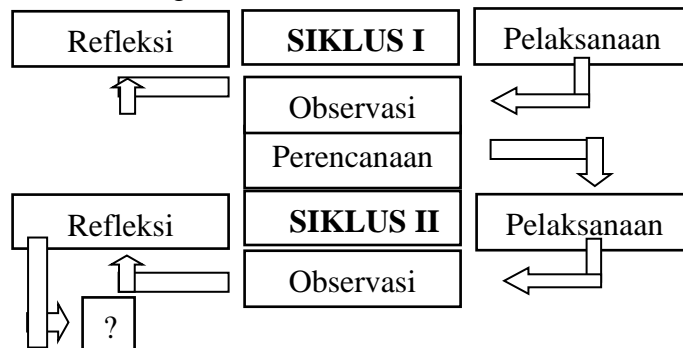 Refleksi SIKLUS I Pelaksanaan
Observasi
Perencanaan
Refleksi SIKLUS II Pelaksanaan
Observasi
?